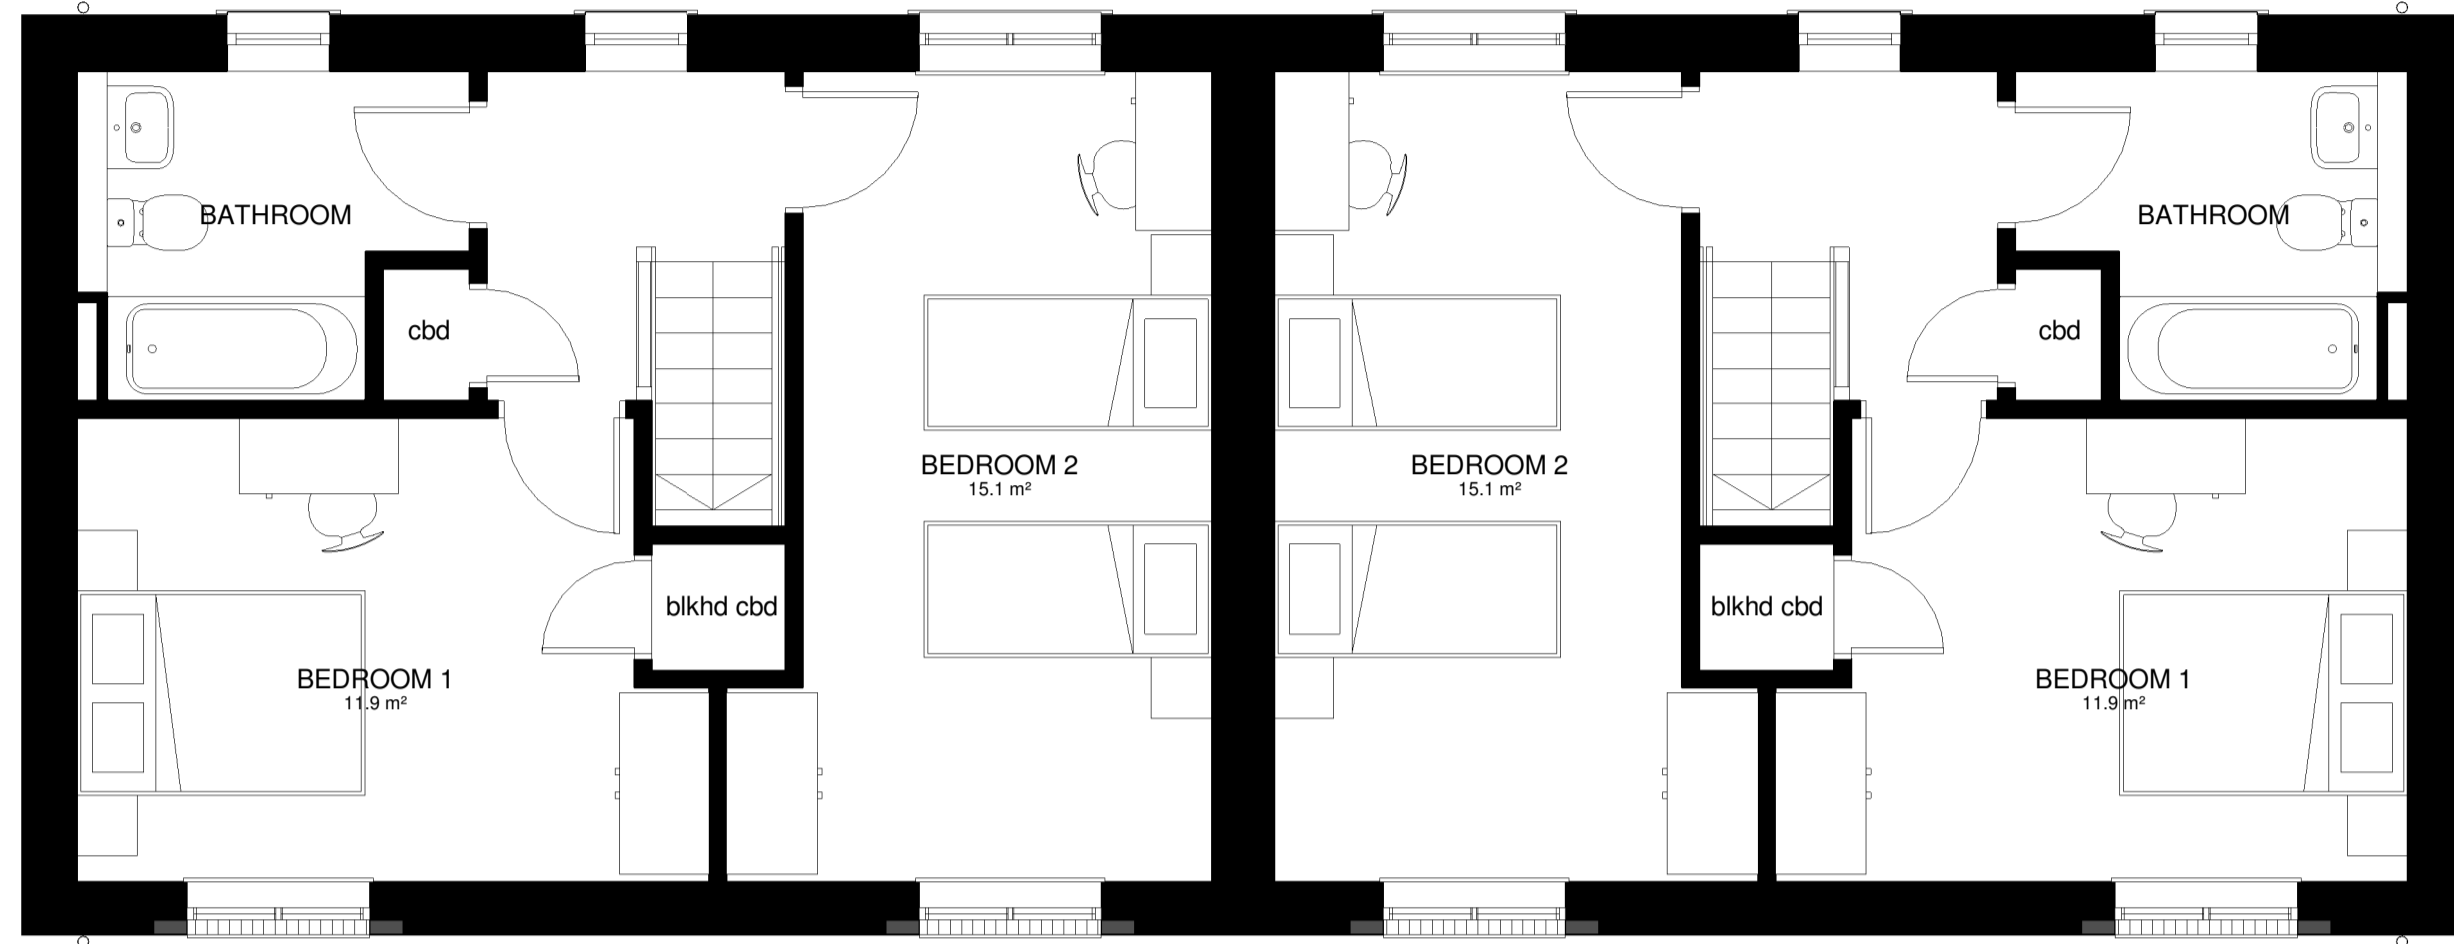 BATHROOM
BATHROOM
cbd
cbd
BEDROOM 2
15.1 m²
BEDROOM 2
15.1 m²
blkhd cbd
blkhd cbd
BEDROOM 1
11.9 m²
BEDROOM 1
11.9 m²